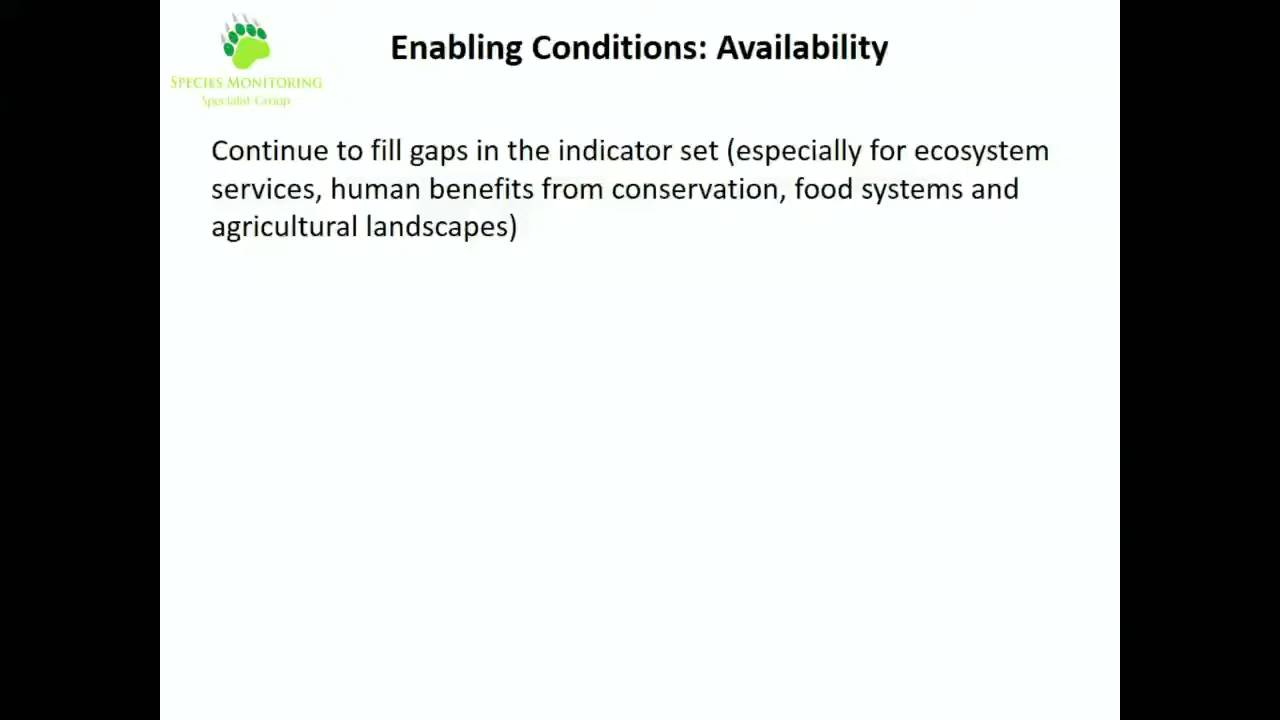 Enabling Conditions: Availability
SPECIES MONITORING
Specialist Group
Continue to fill gaps in the indicator set (especially for ecosystem
services, human benefits from conservation, food systems and
agricultural landscapes)